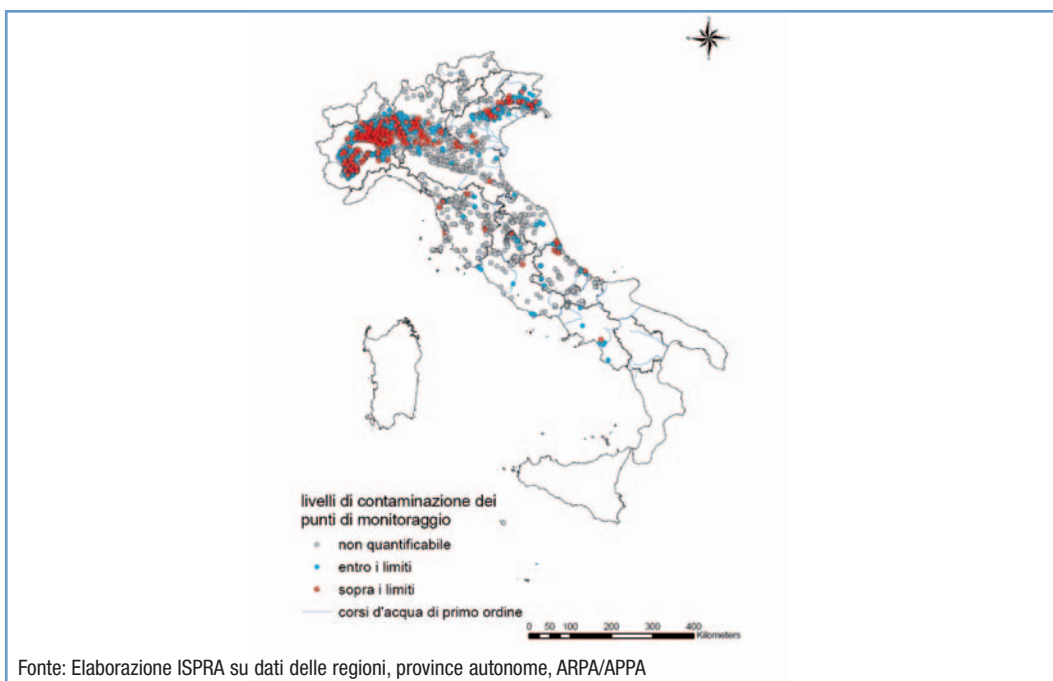 livelli di contaminazione dei
punti di monitoraggio
non quantificabile
entro i limiti
sopra i limiti
corsi d'acqua di primo ordine
0 50 100 200 300 400
Kilometers
Fonte: Elaborazione ISPRA su dati delle regioni, province autonome, ARPA/APPA